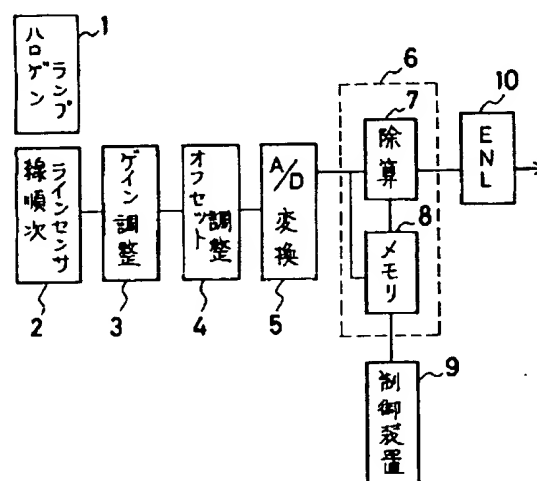 1
ハロゲン
ランプ
線順次
ラインセンサ
2
ゲイン
調整
3
オフセット
調整
4
A/D
変換
5
6
7
除算
8
メモリ
9
制御装置
10
ENL